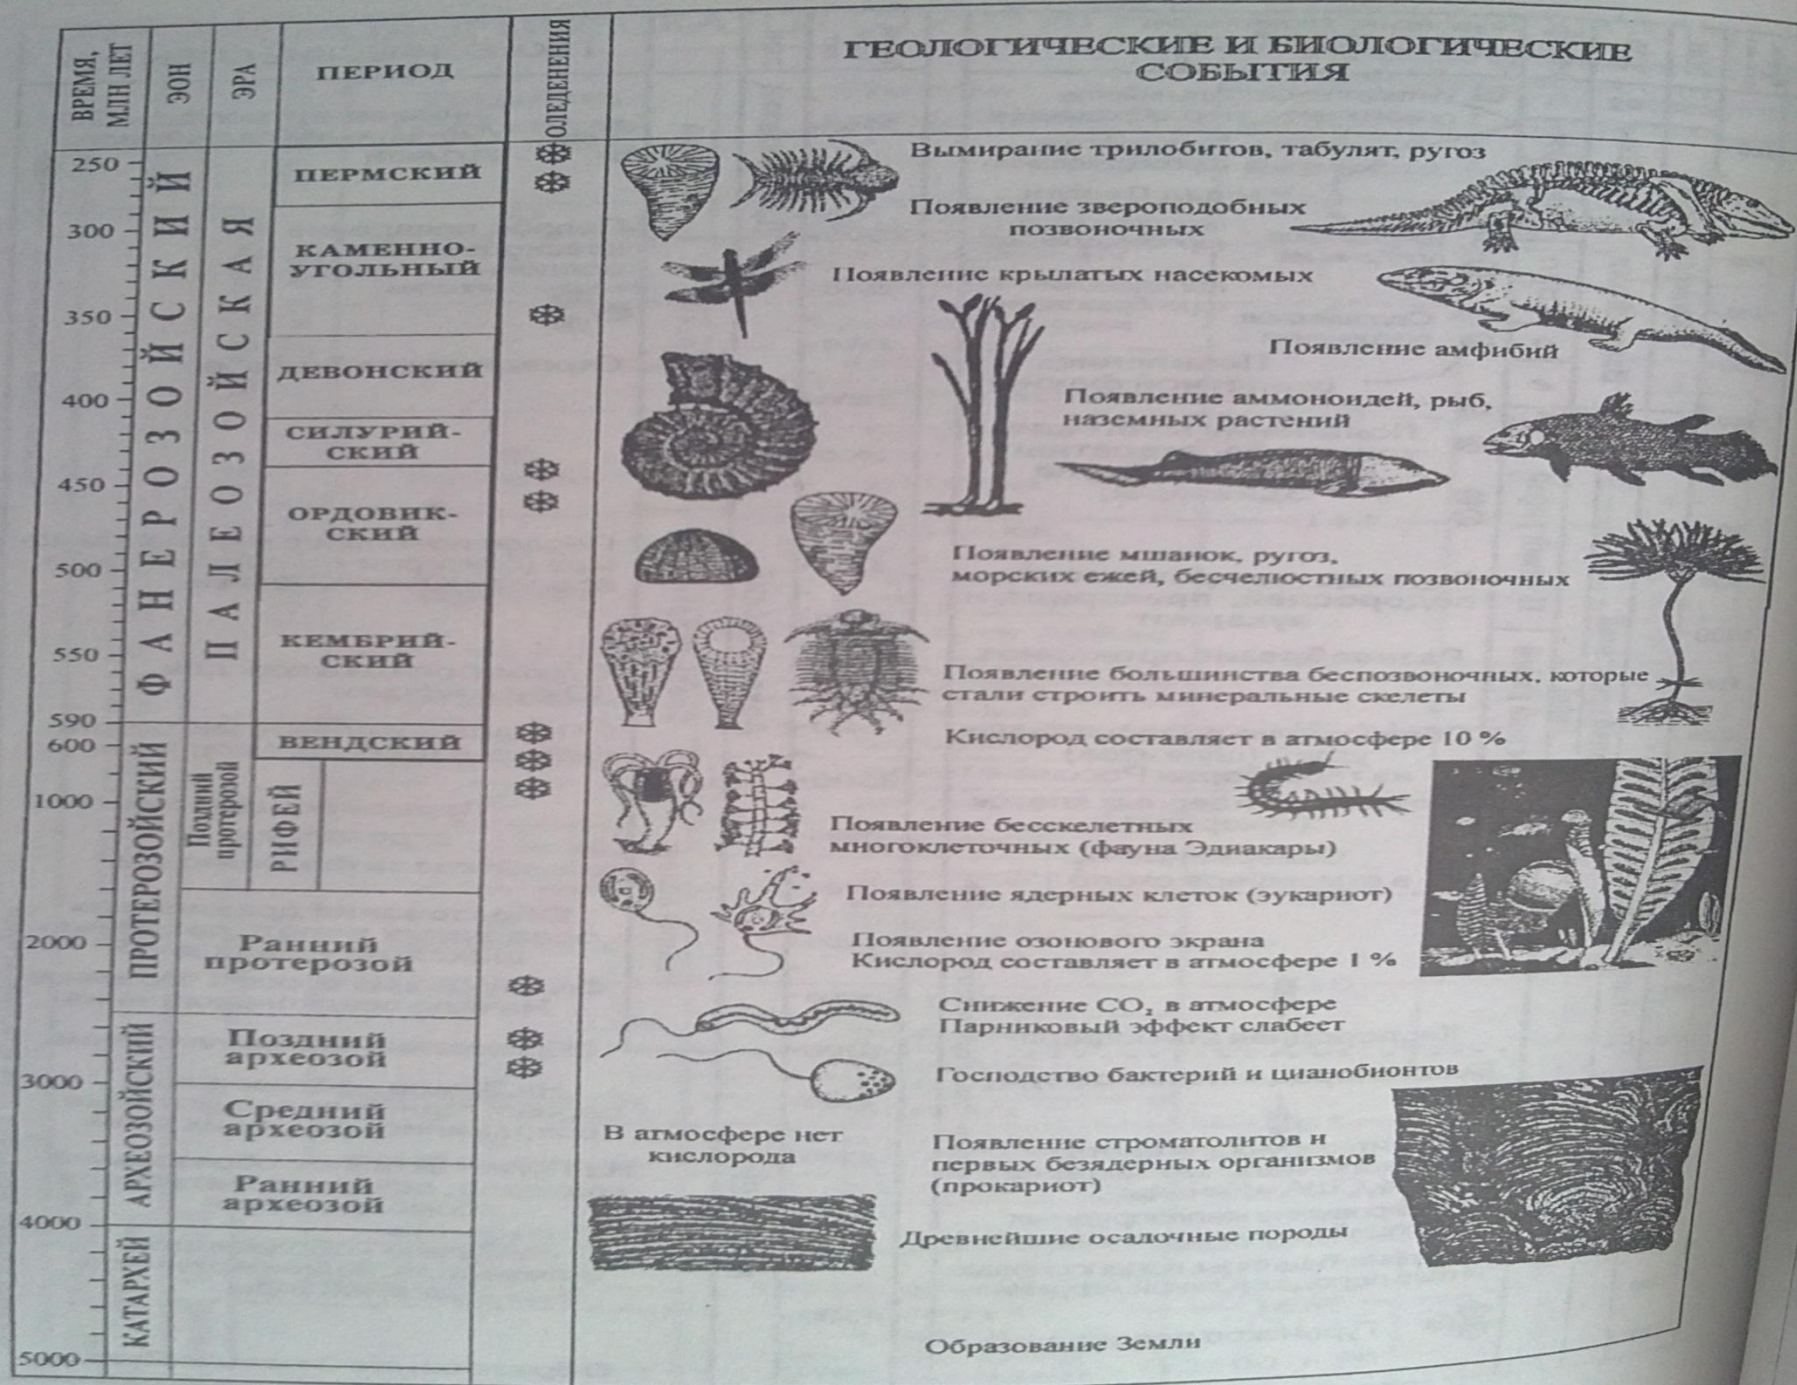 ВРЕМЯ,
МЛН ЛЕТ
ЭОН
ЭРА
ПЕРИОД
ОЛЕДЕНЕНИЯ
ГЕОЛОГИЧЕСКИЕ И БИОЛОГИЧЕСКИЕ
СОБЫТИЯ
250
300
350
400
450
500
550
590
600
1000
2000
3000
4000
5000
ФАНЕРОЗОЙСКИЙ
ПРОТЕРОЗОЙСКИЙ
АРХЕОЗОЙСКИЙ
КАТАРХЕЙ
ПАЛЕОЗОЙСКАЯ
Поздний
протерозой
РИФЕЙ
ПЕРМСКИЙ
КАМЕННО-
УГОЛЬНЫЙ
ДЕВОНСКИЙ
СИЛУРИЙ-
СКИЙ
ОРДОВИК-
СКИЙ
КЕМБРИЙ-
СКИЙ
ВЕНДСКИЙ
Ранний
протерозой
Поздний
археозой
Средний
археозой
Ранний
археозой
Вымирание трилобитов, табулят, ругоз
Появление звероподобных
позвоночных
Появление крылатых насекомых
Появление амфибий
Появление аммоноидей, рыб,
наземных растений
Появление мшанок, ругоз,
морских ежей, бесчелюстных позвоночных
Появление большинства беспозвоночных, которые
стали строить минеральные скелеты
Кислород составляет в атмосфере 10 %
Появление бесскелетных
многоклеточных (фауна Эдиакары)
Появление ядерных клеток (эукариот)
Появление озонового экрана
Кислород составляет в атмосфере 1 %
Снижение CO₂ в атмосфере
Парниковый эффект слабеет
Господство бактерий и цианобионтов
В атмосфере нет
кислорода
Появление строматолитов и
первых безядерных организмов
(прокариот)
Древнейшие осадочные породы
Образование Земли